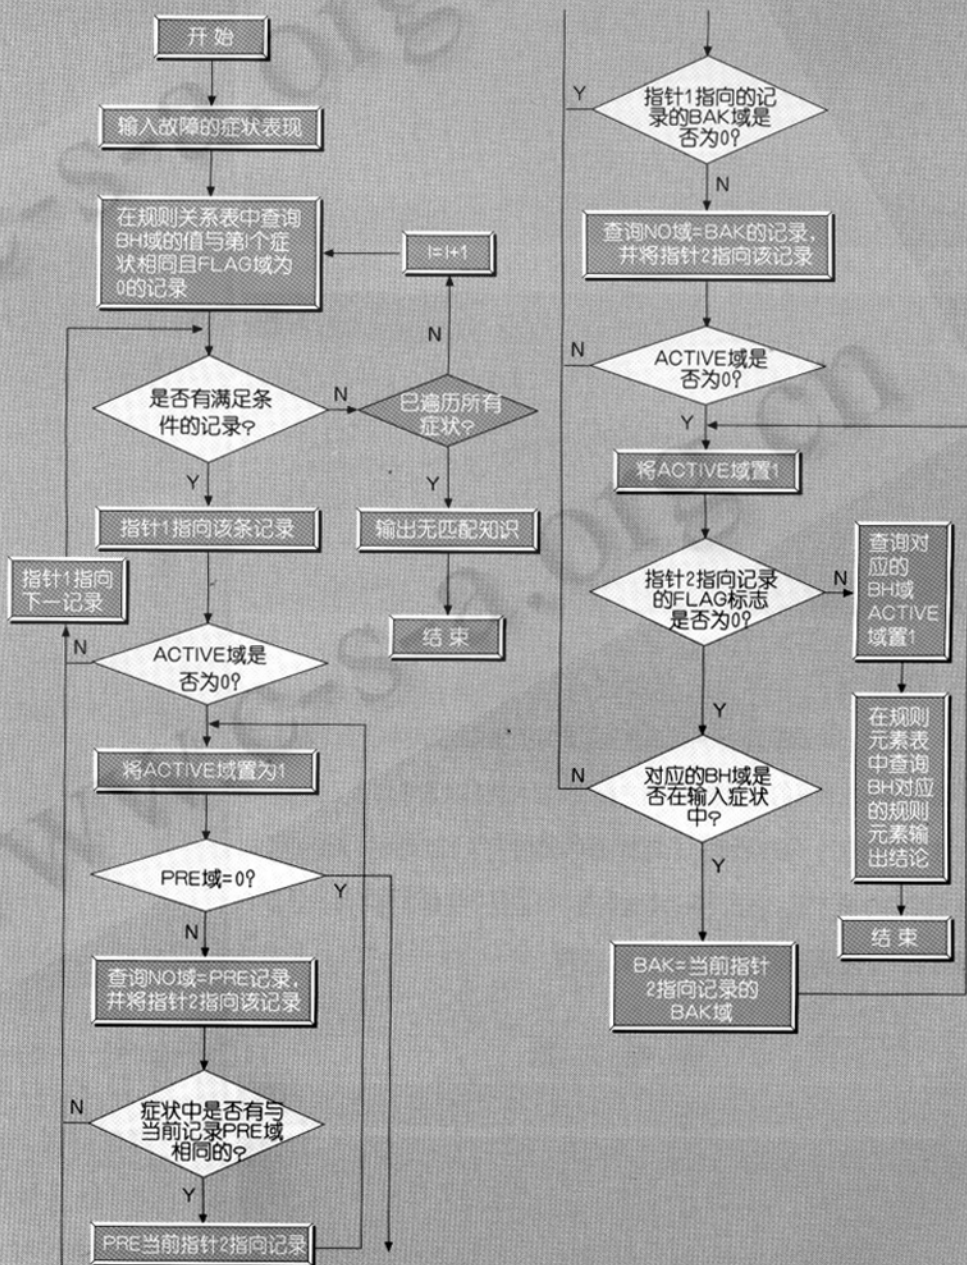 开始
输入故障的症状表现
在规则关系表中查询
BH域的值与第I个症
状相同且FLAG域为
0的记录
I=I+1
N
是否有满足条
件的记录?
N
已遍历所有
症状?
Y
Y
指针1指向该条记录
输出无匹配知识
指针1指向
下一记录
结束
N
ACTIVE域是
否为0?
将ACTIVE域置为1
PRE域=0?
Y
N
查询NO域=PRE记录,
并将指针2指向该记录
N
症状中是否有与
当前记录PRE域
相同的?
Y
PRE当前指针2指向记录
Y
指针1指向的记
录的BAK域是
否为0?
N
查询NO域=BAK的记录,
并将指针2指向该记录
N
ACTIVE域是
否为0?
Y
将ACTIVE域置1
指针2指向记录
的FLAG标志
是否为0?
N
查询对
应的
BH域
ACTIVE
域置1
Y
在规则
元素表
中查询
BH对应
的规则
元素输
出结论
N
对应的BH域是
否在输入症状
中?
Y
结束
BAK=当前指针
2指向记录的
BAK域
www.c-s-a.org.cn